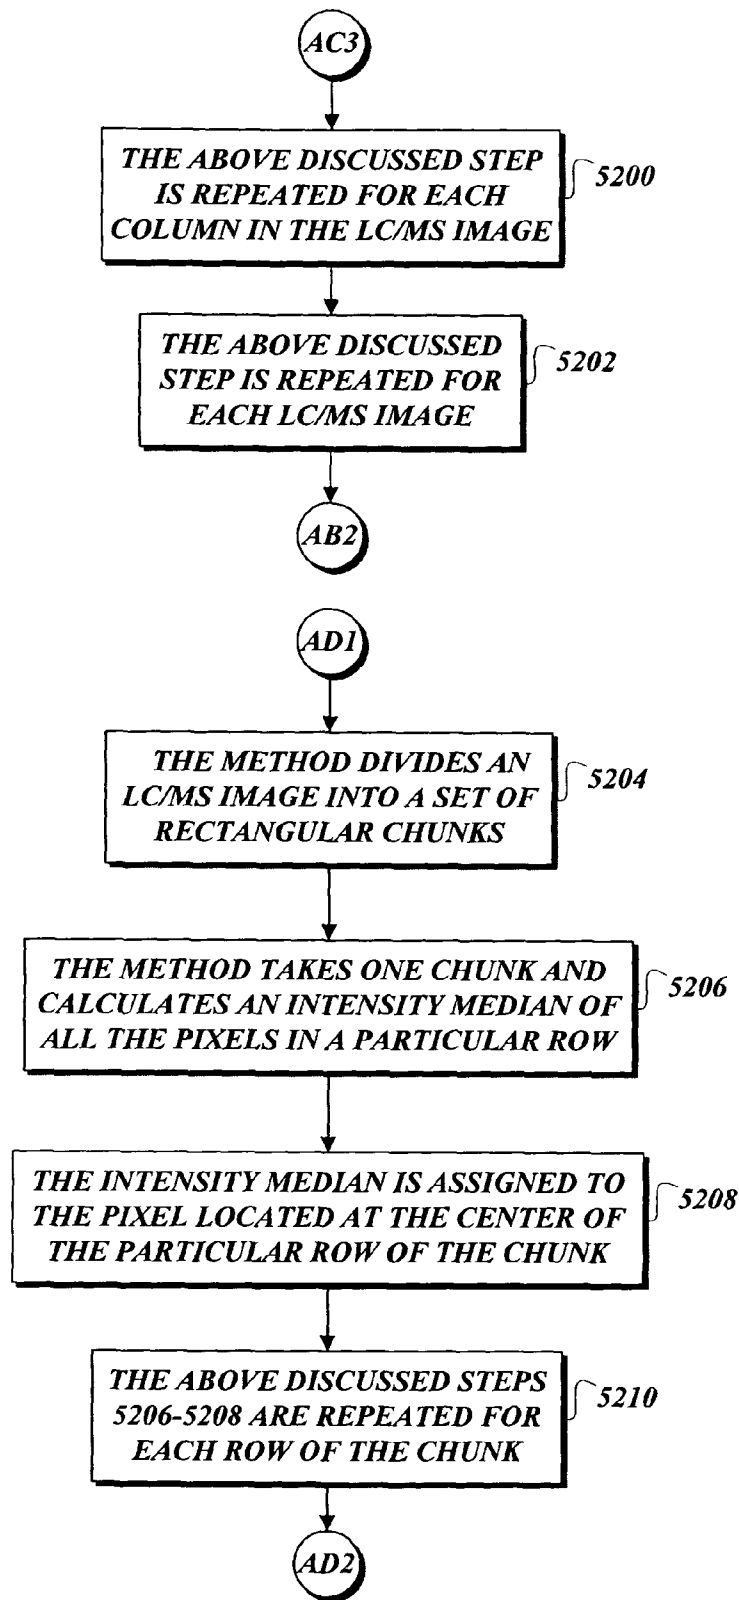 AC3
THE ABOVE DISCUSSED STEP
IS REPEATED FOR EACH
COLUMN IN THE LC/MS IMAGE
5200
THE ABOVE DISCUSSED
STEP IS REPEATED FOR
EACH LC/MS IMAGE
5202
AB2
AD1
THE METHOD DIVIDES AN
LC/MS IMAGE INTO A SET OF
RECTANGULAR CHUNKS
5204
THE METHOD TAKES ONE CHUNK AND
CALCULATES AN INTENSITY MEDIAN OF
ALL THE PIXELS IN A PARTICULAR ROW
5206
THE INTENSITY MEDIAN IS ASSIGNED TO
THE PIXEL LOCATED AT THE CENTER OF
THE PARTICULAR ROW OF THE CHUNK
5208
THE ABOVE DISCUSSED STEPS
5206-5208 ARE REPEATED FOR
EACH ROW OF THE CHUNK
5210
AD2